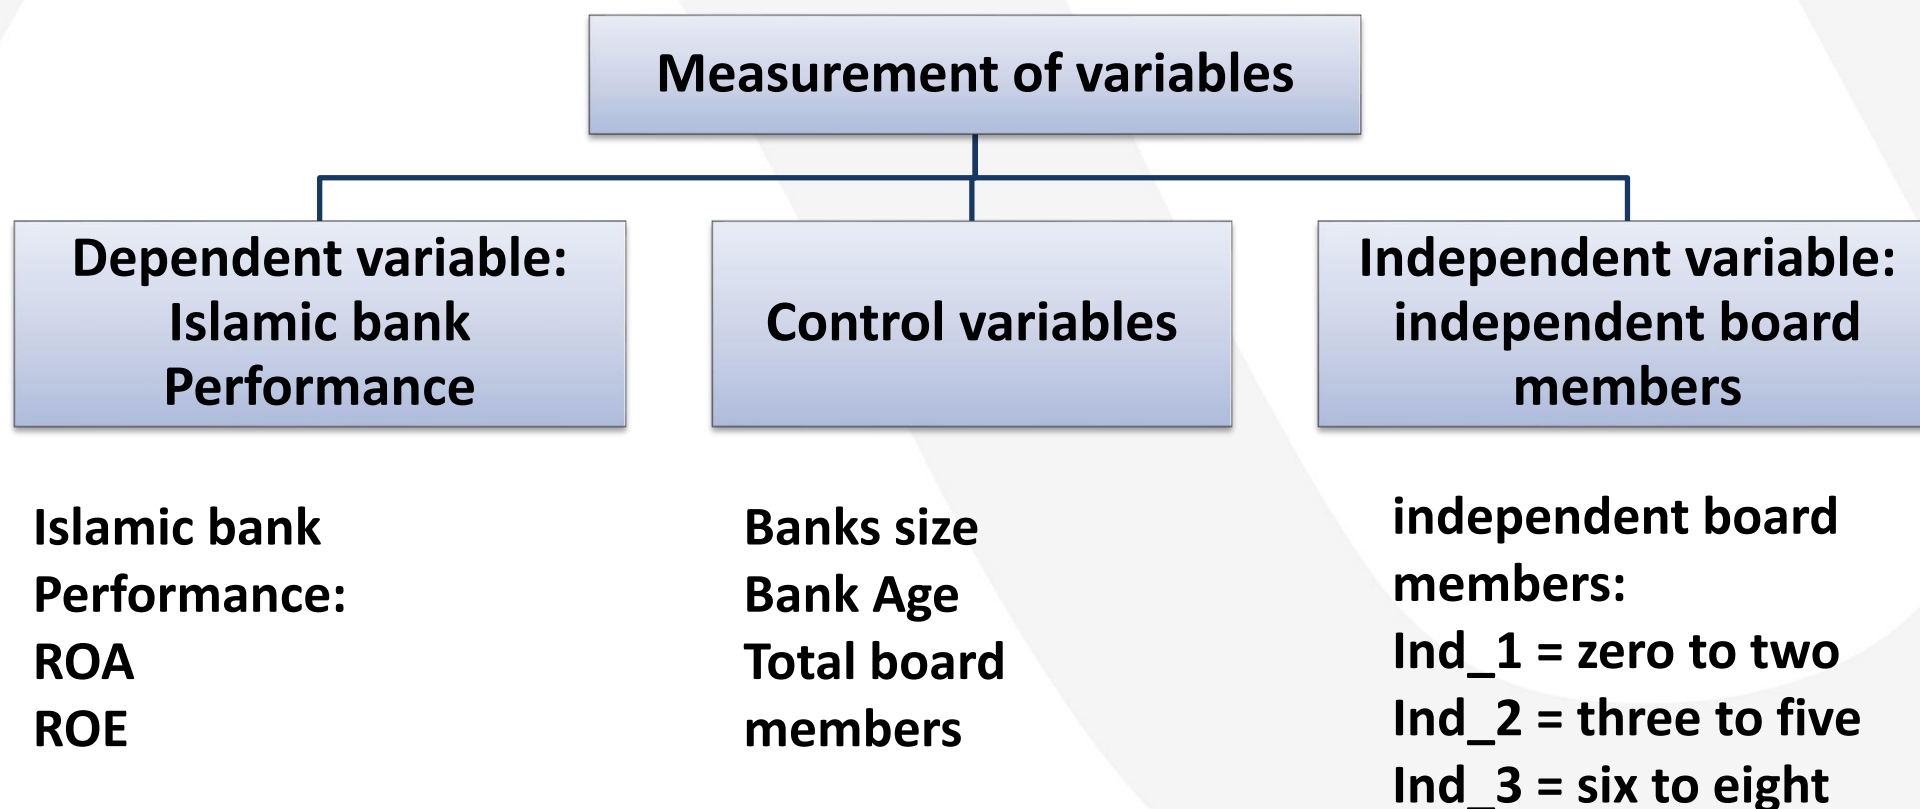 Measurement of variables
Dependent variable:
Islamic bank
Performance
Control variables
Independent variable:
independent board
members
Islamic bank
Performance:
ROA
ROE
Banks size
Bank Age
Total board
members
independent board
members:
Ind_1 = zero to two
Ind_2 = three to five
Ind_3 = six to eight